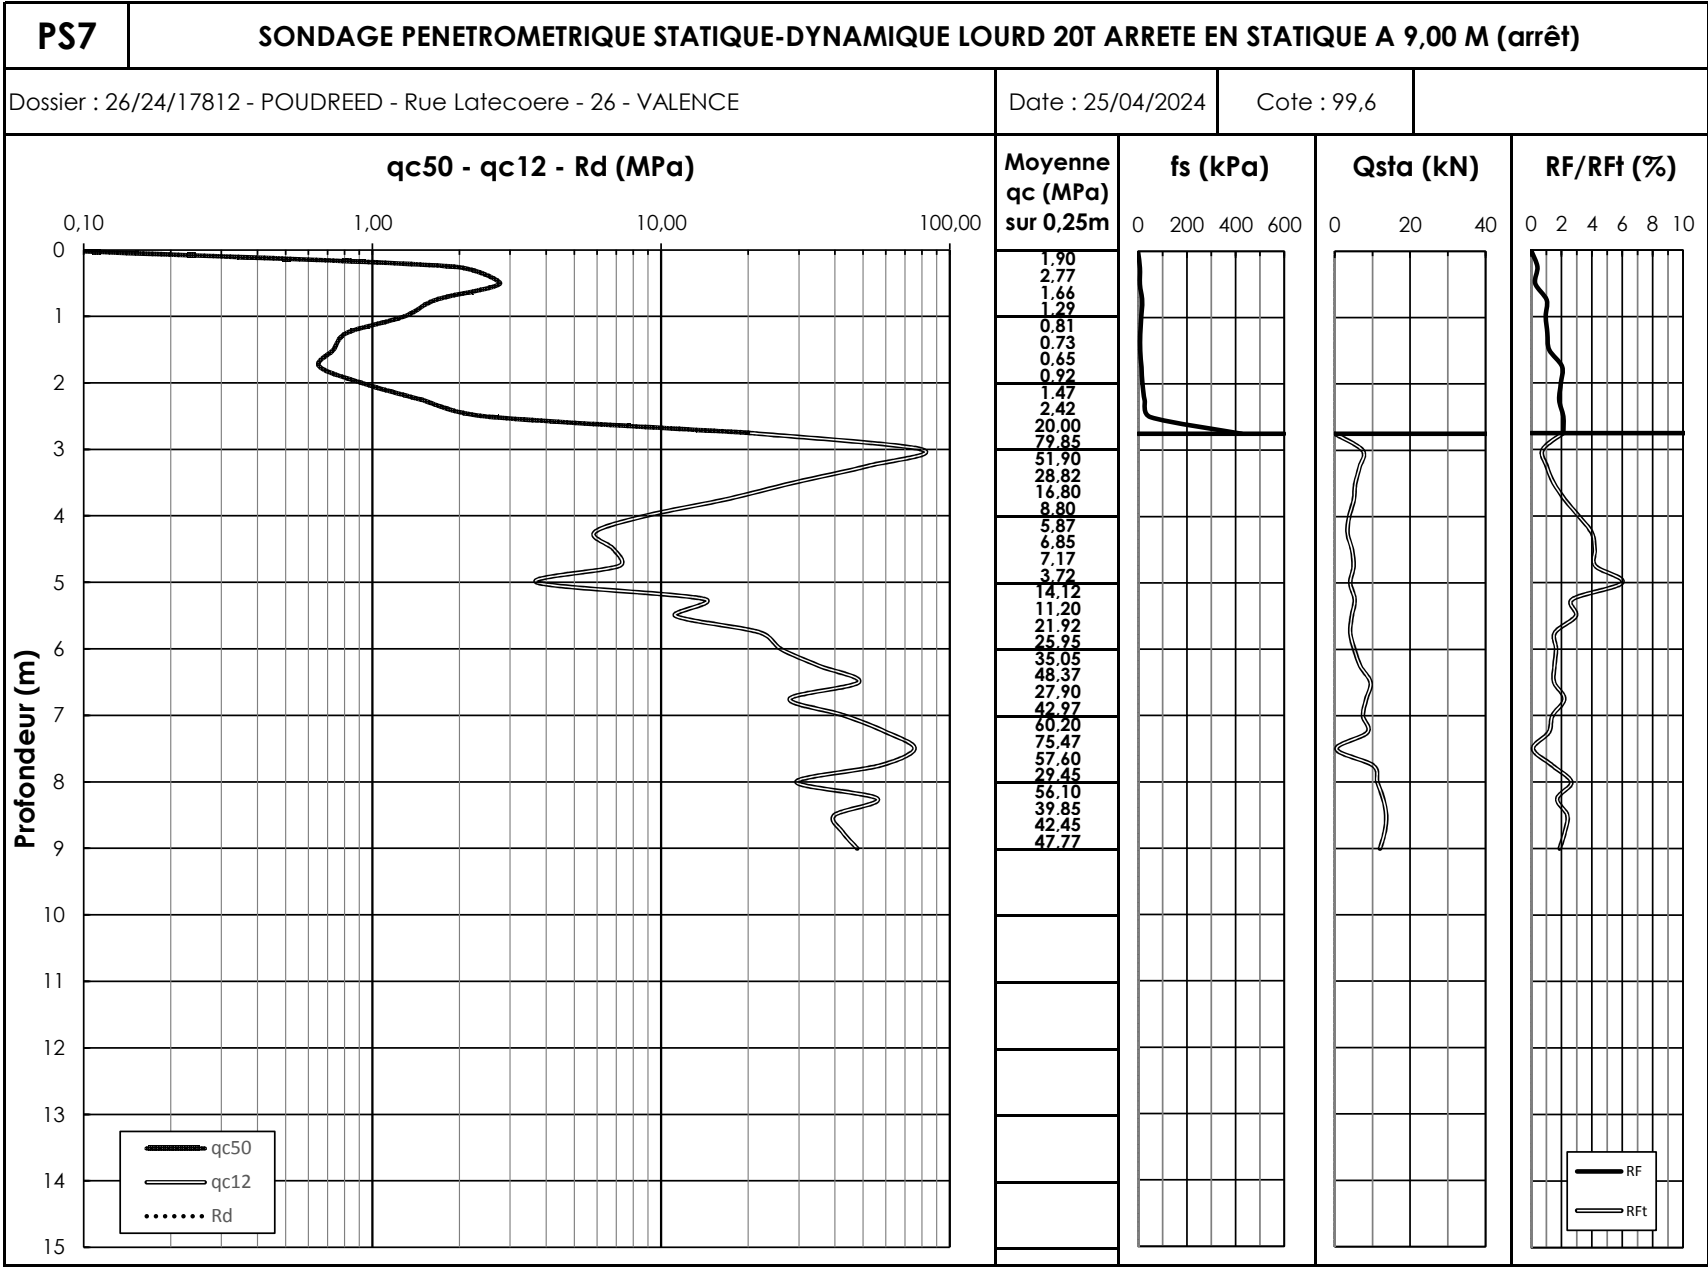 PS7
SONDAGE PENETROMETRIQUE STATIQUE-DYNAMIQUE LOURD 20T ARRETE EN STATIQUE A 9,00 M (arrêt)
Dossier : 26/24/17812 - POUDREED - Rue Latecoere - 26 - VALENCE
Date : 25/04/2024
Cote : 99,6
qc50 - qc12 - Rd (MPa)
0,10 1,00 10,00 100,00
Profondeur (m)
0
1
2
3
4
5
6
7
8
9
10
11
12
13
14
15
qc50
qc12
Rd
Moyenne
qc (MPa)
sur 0,25m
1,90
2,77
1,66
1,29
0,81
0,73
0,65
0,92
1,47
2,42
20,00
79,85
51,90
28,82
16,80
8,80
5,87
6,85
7,17
3,72
14,12
11,20
21,92
25,95
35,05
48,37
27,90
42,97
60,20
75,47
57,60
29,45
56,10
39,85
42,45
47,77
fs (kPa)
0 200 400 600
Qsta (kN)
0 20 40
RF/RFt (%)
0 2 4 6 8 10
RF
RFt